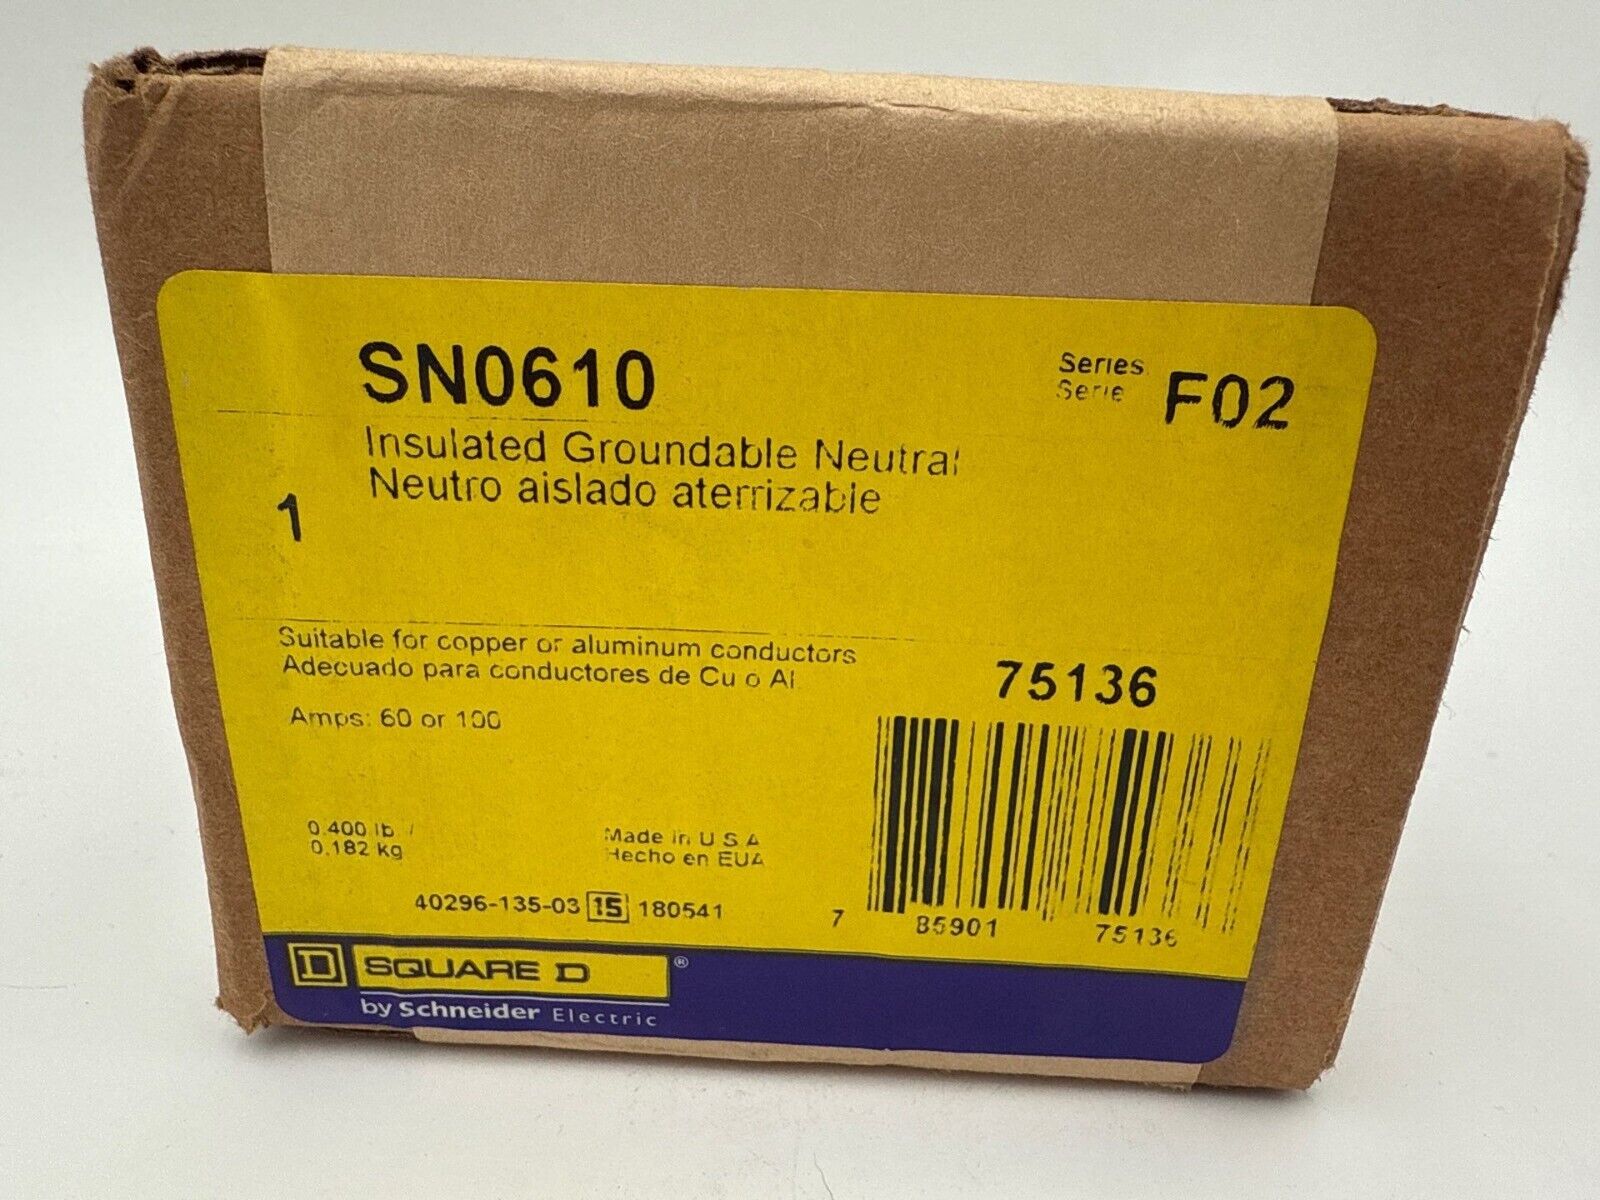 SN0610
Series
Serie
F02
Insulated Groundable Neutral
Neutro aislado aterrizable
1
Suitable for copper or aluminum conductors
Adecuado para conductores de Cu o Al
Amps: 60 or 100
75136
0.400 lb /
0.182 kg
Made in U S A
Hecho en EUA
40296-135-03 15 180541
7 85901 75136
D SQUARE D ®
by Schneider Electric